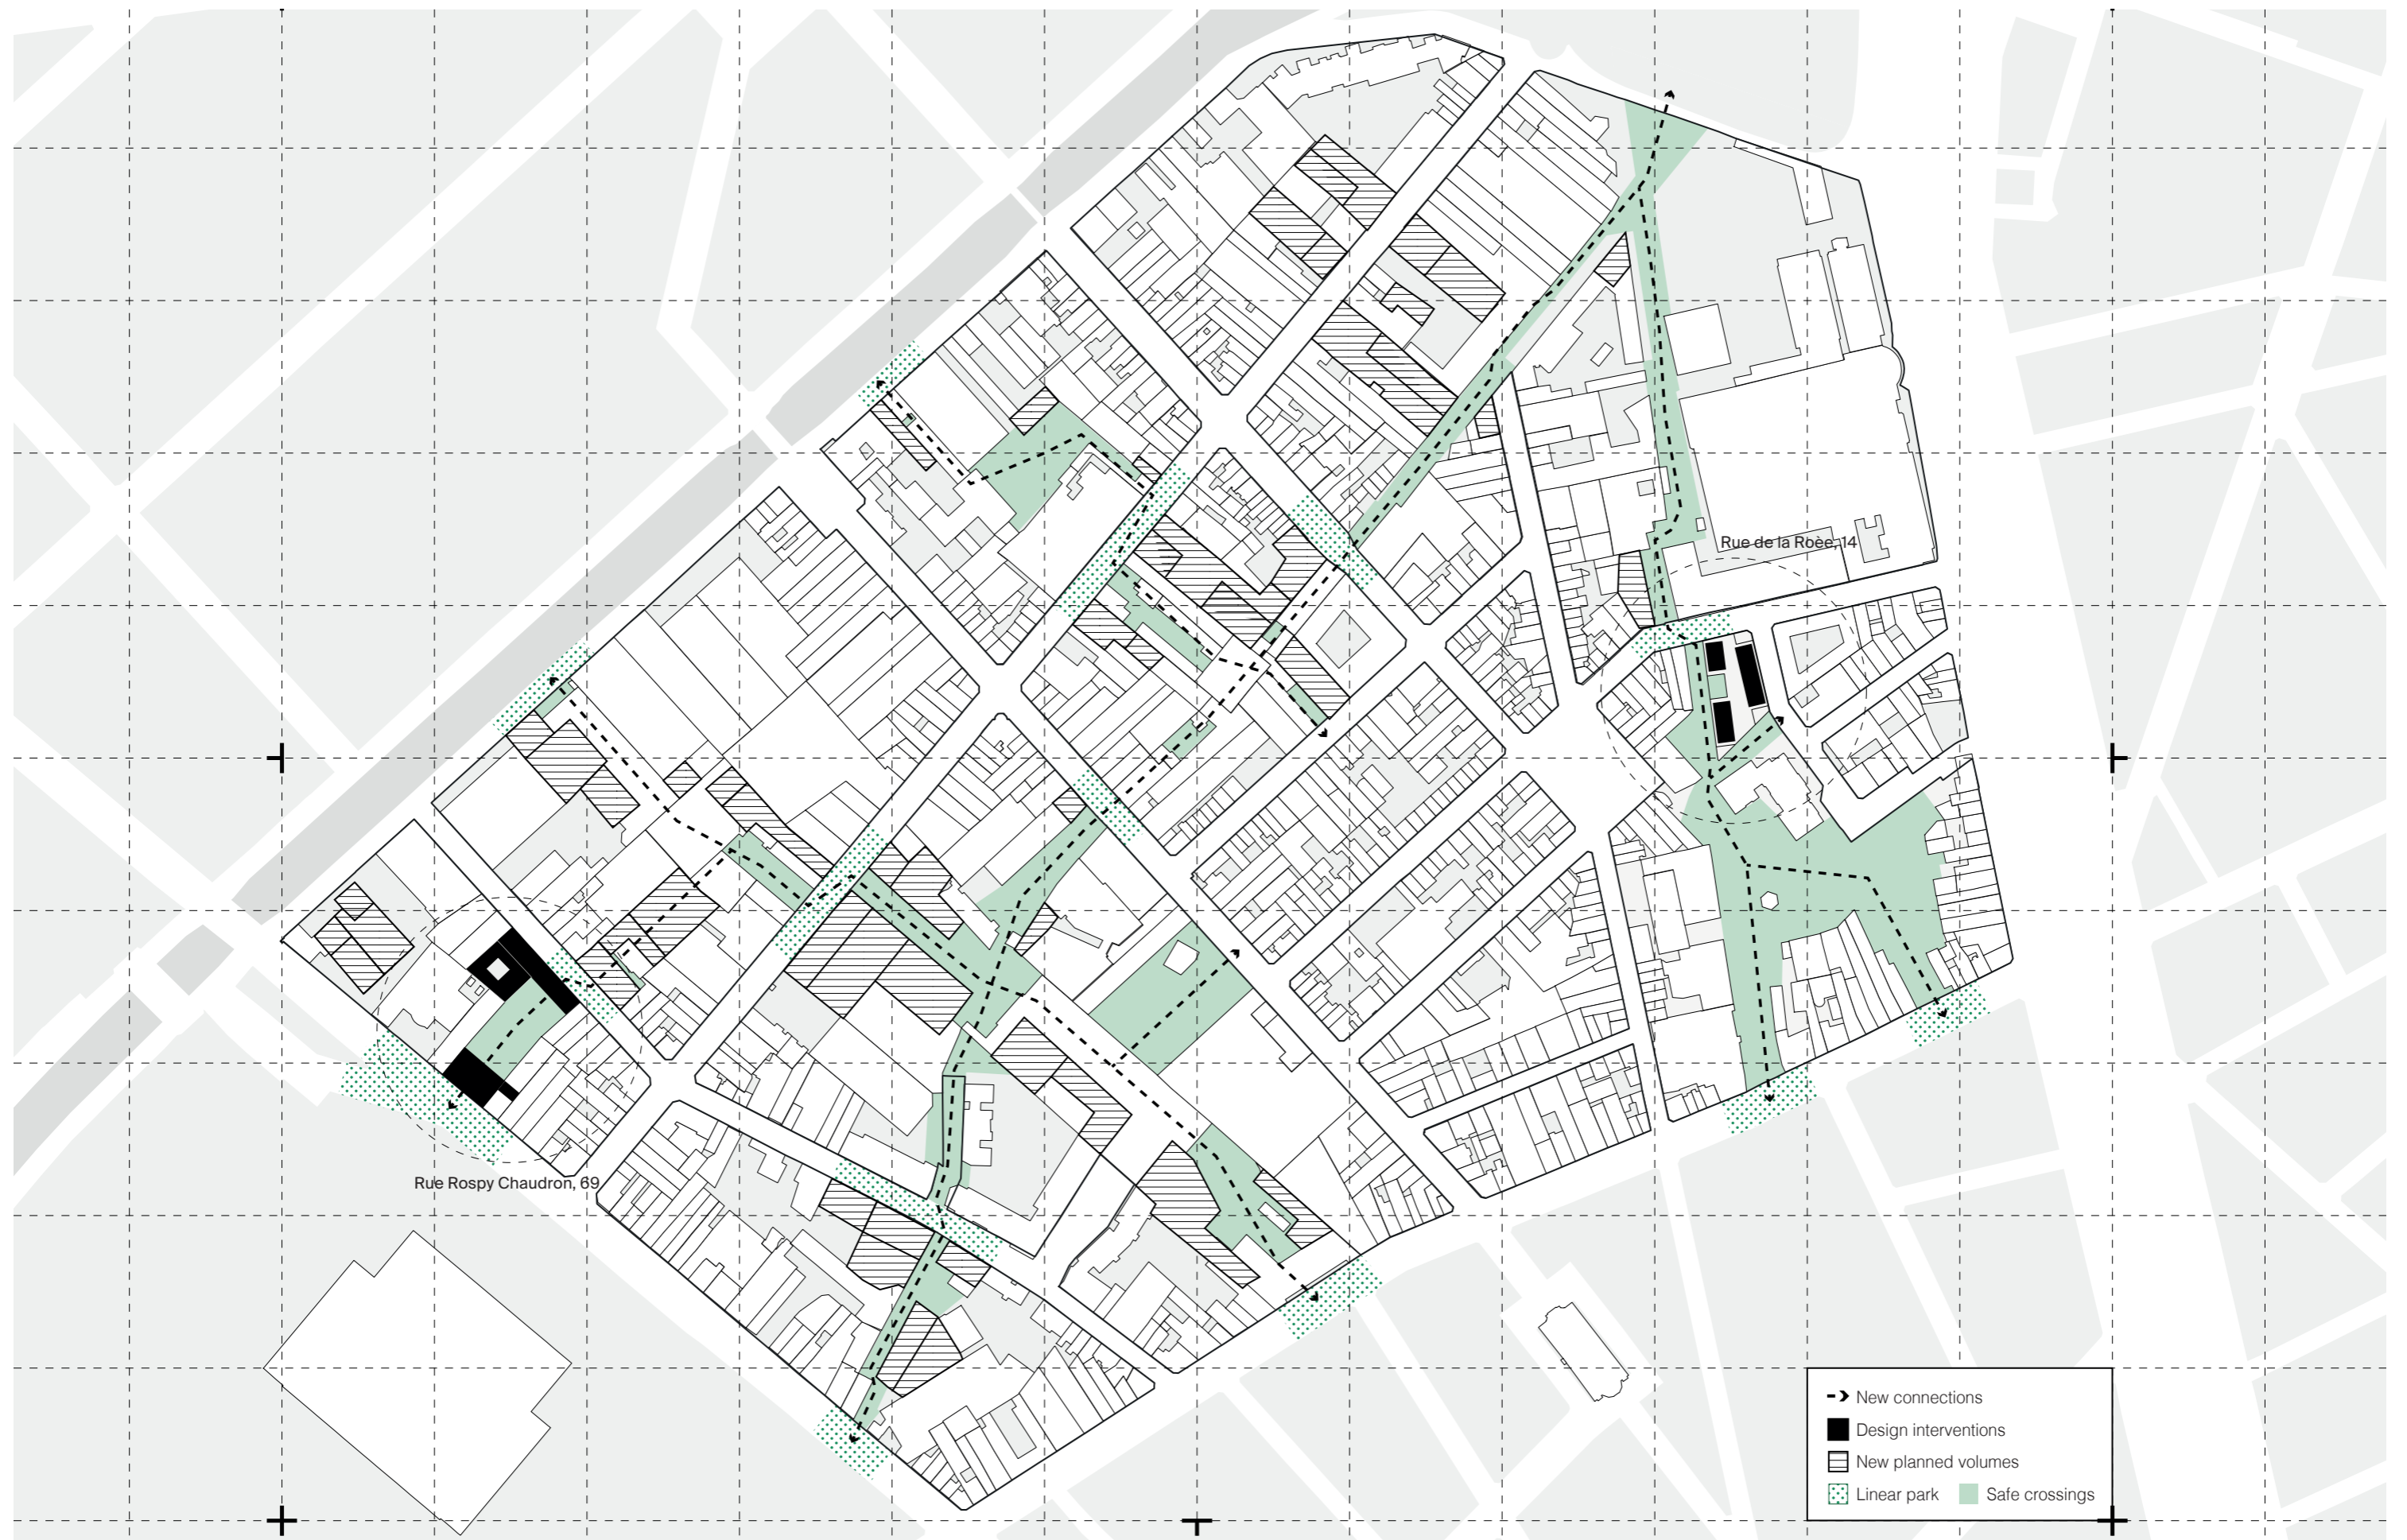 Rue de la Roèe, 14
Rue Rospy Chaudron, 69
New connections
Design interventions
New planned volumes
Linear park
Safe crossings